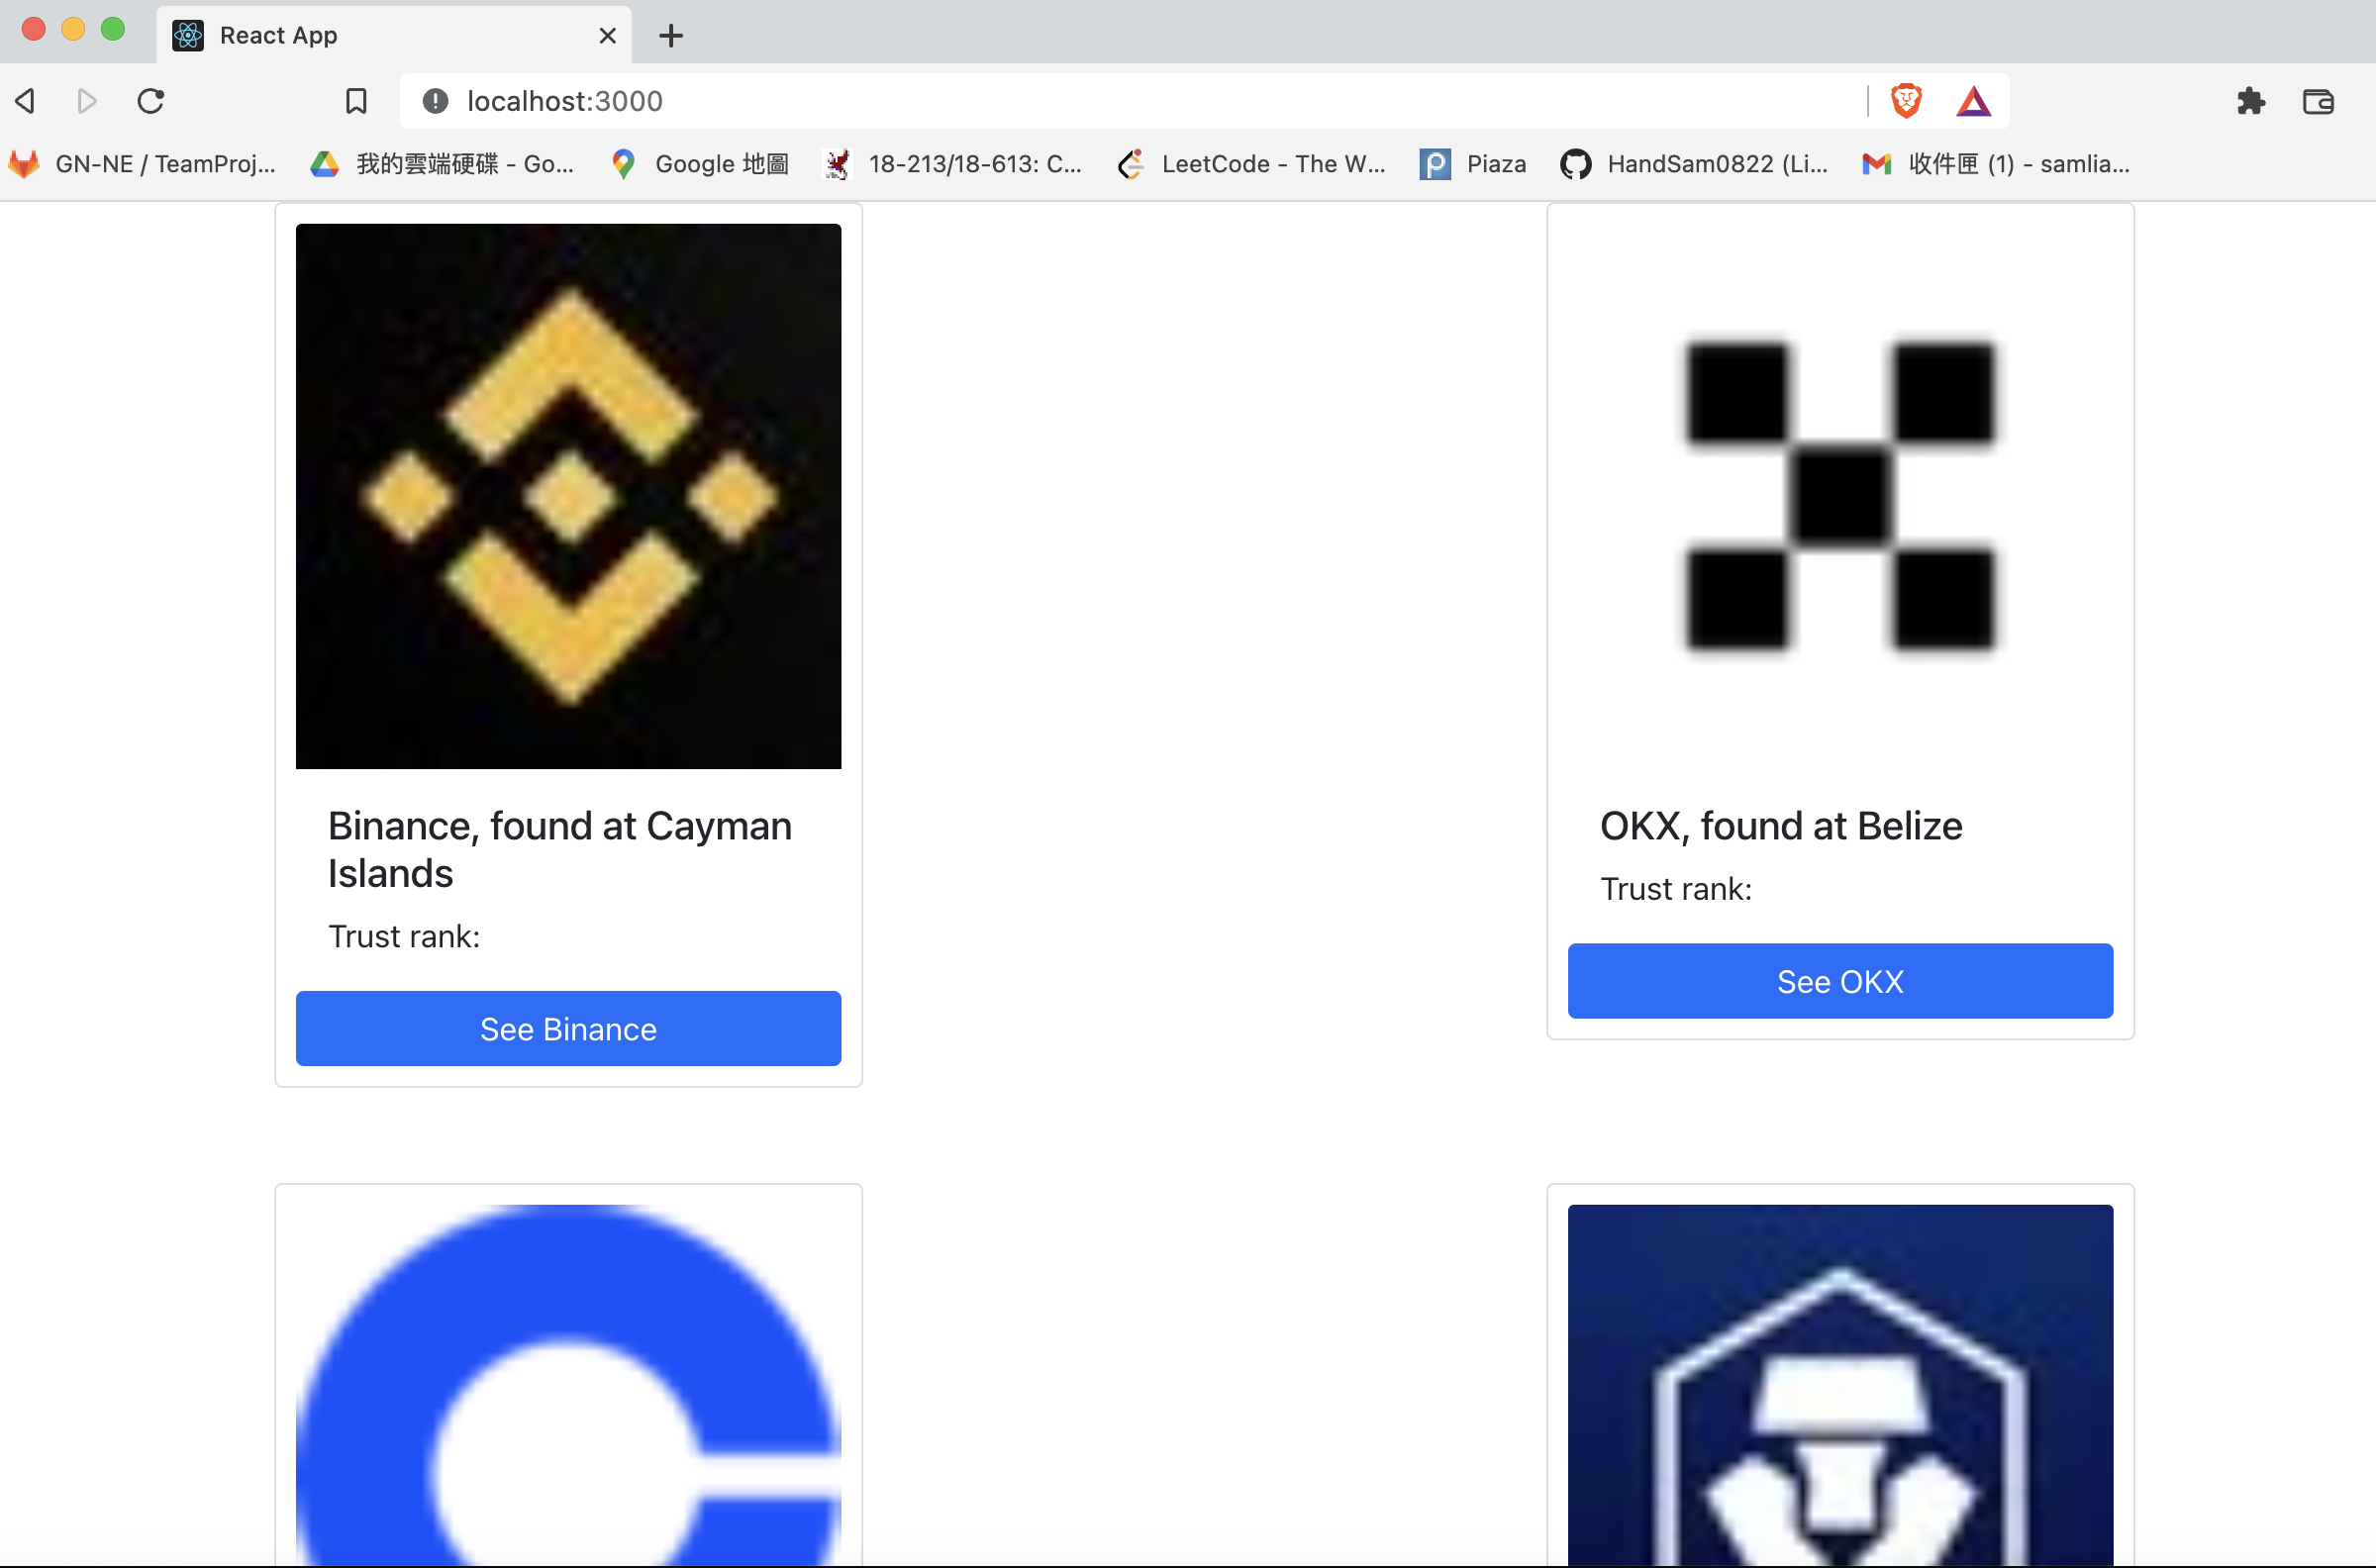 React App
localhost:3000
GN-NE / TeamProj...
我的雲端硬碟 - Go...
Google 地圖
18-213/18-613: C...
LeetCode - The W...
Piaza
HandSam0822 (Li...
收件匣 (1) - samlia...
Binance, found at Cayman
Islands
Trust rank:
See Binance
OKX, found at Belize
Trust rank:
See OKX